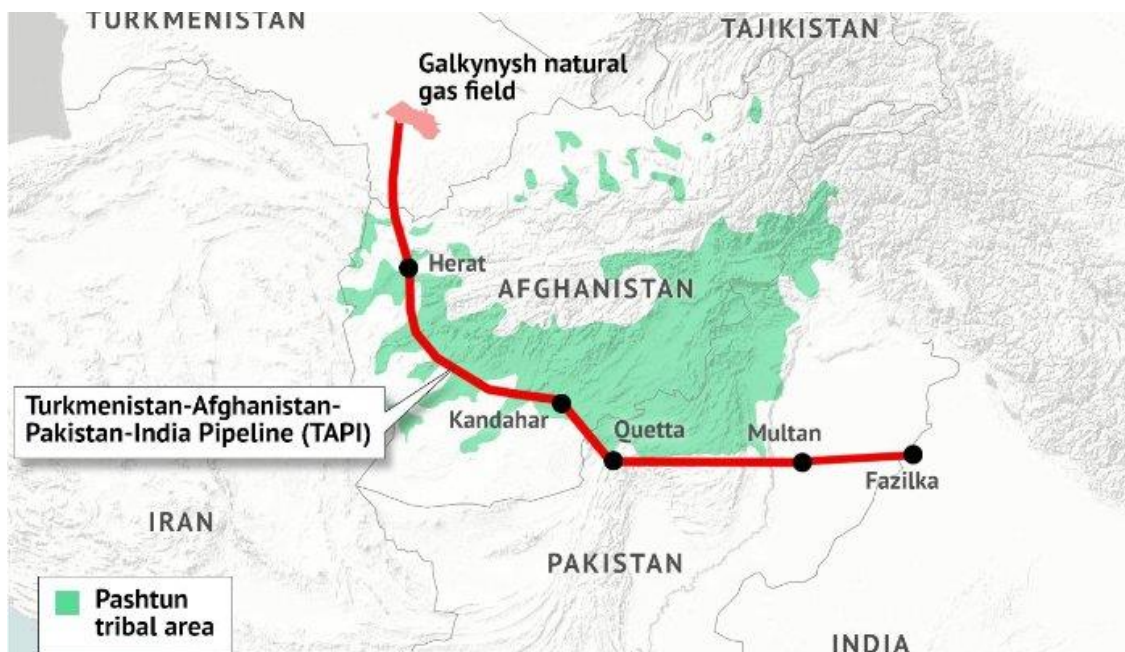 TURKMENISTAN
TAJIKISTAN
Galkynysh natural
gas field
Herat
AFGHANISTAN
Turkmenistan-Afghanistan-
Pakistan-India Pipeline (TAPI)
Kandahar
Quetta
Multan
Fazilka
IRAN
PAKISTAN
Pashtun
tribal area
INDIA